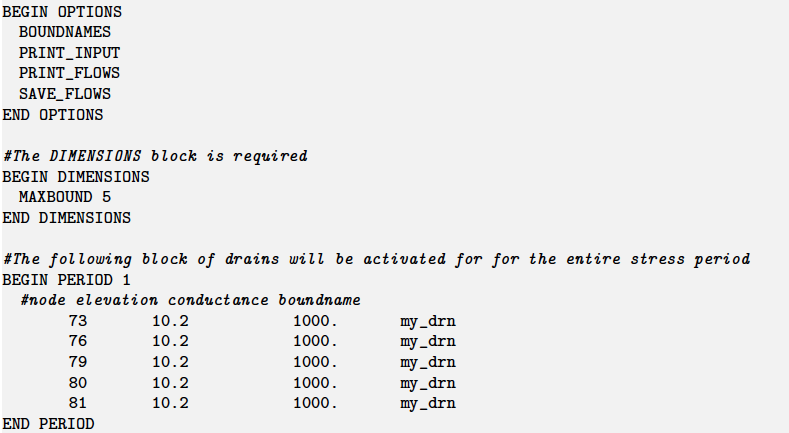 BEGIN OPTIONS
  BOUNDNAMES
  PRINT_INPUT
  PRINT_FLOWS
  SAVE_FLOWS
END OPTIONS

#The DIMENSIONS block is required
BEGIN DIMENSIONS
  MAXBOUND 5
END DIMENSIONS

#The following block of drains will be activated for for the entire stress period
BEGIN PERIOD 1
  #node elevation conductance boundname
       73       10.2           1000.       my_drn
       76       10.2           1000.       my_drn
       79       10.2           1000.       my_drn
       80       10.2           1000.       my_drn
       81       10.2           1000.       my_drn
END PERIOD